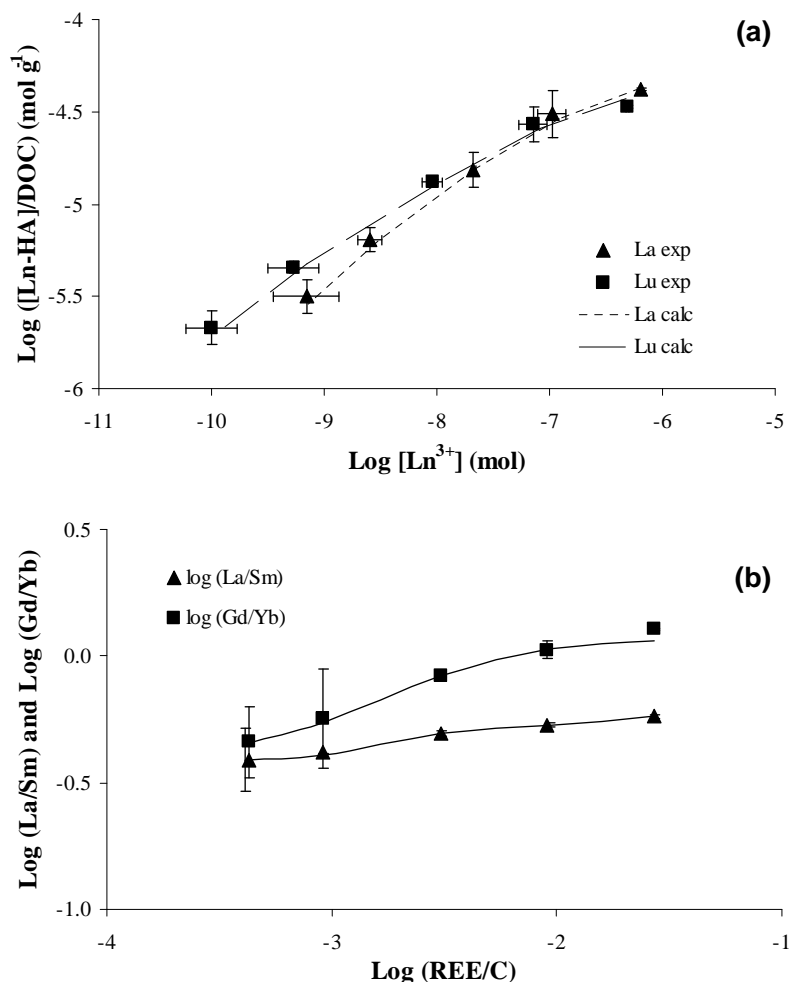 (a)
Log ([Ln-HA]/DOC) (mol g-1)
-4
-4.5
-5
-5.5
-6
La exp
Lu exp
La calc
Lu calc
-11 -10 -9 -8 -7 -6 -5
Log [Ln3+] (mol)
(b)
Log (La/Sm) and Log (Gd/Yb)
0.5
0.0
-0.5
-1.0
log (La/Sm)
log (Gd/Yb)
-4 -3 -2 -1
Log (REE/C)